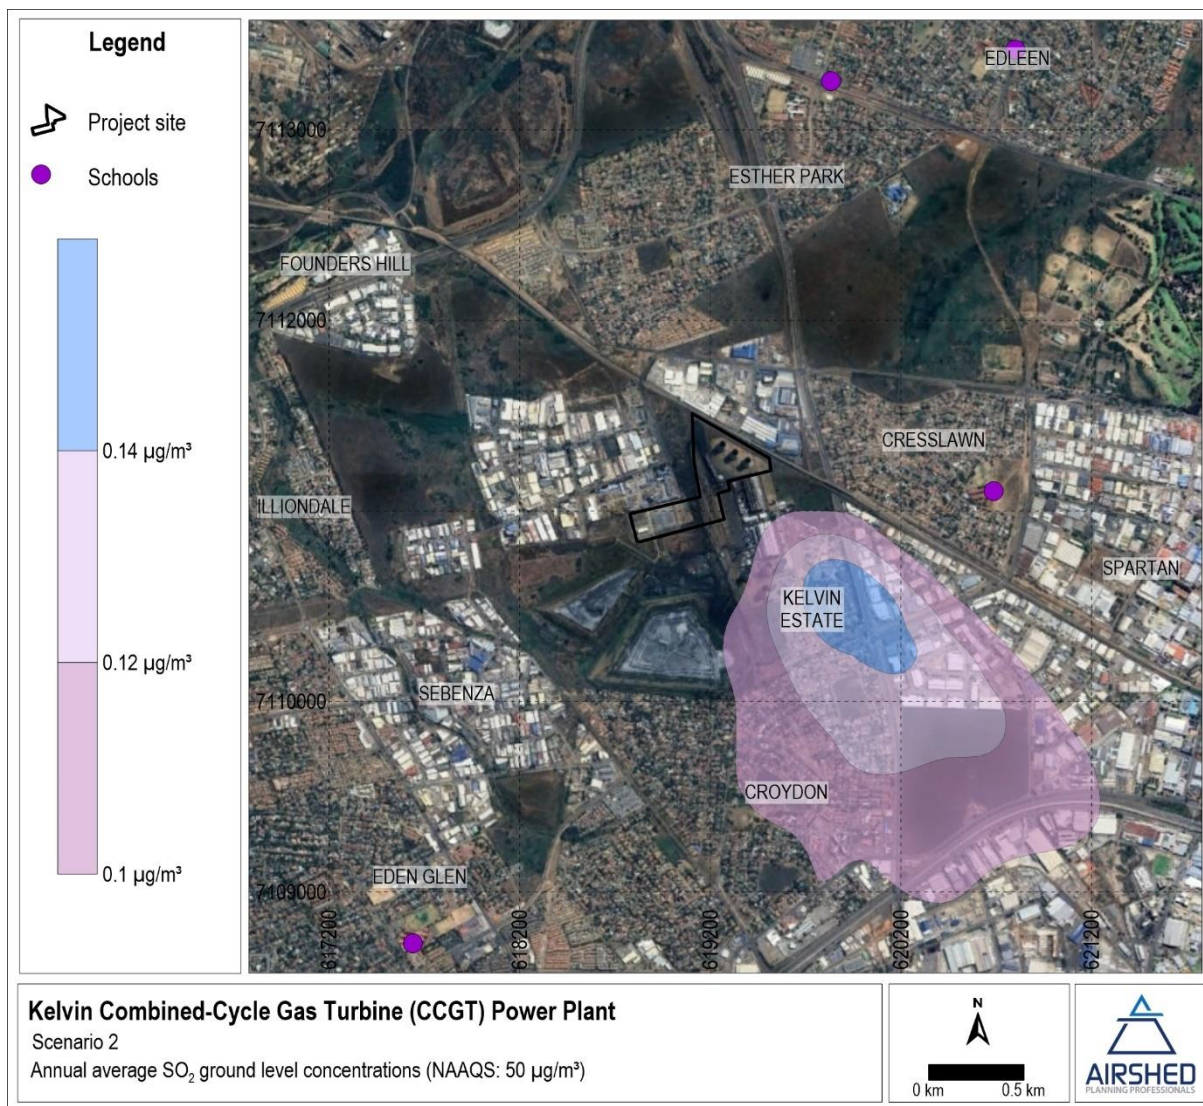 Legend
Project site
Schools
0.14 µg/m³
0.12 µg/m³
0.1 µg/m³
EDLEEN
7113000
ESTHER PARK
FOUNDERS HILL
7112000
CRESSLAWN
ILLIONDALE
SPARTAN
KELVIN
ESTATE
SEBENZA
7110000
CROYDON
EDEN GLEN
7109000
617200
618200
619200
620200
621200
Kelvin Combined-Cycle Gas Turbine (CCGT) Power Plant
Scenario 2
Annual average SO₂ ground level concentrations (NAAQS: 50 µg/m³)
N
0 km 0.5 km
AIRSHED
PLANNING PROFESSIONALS